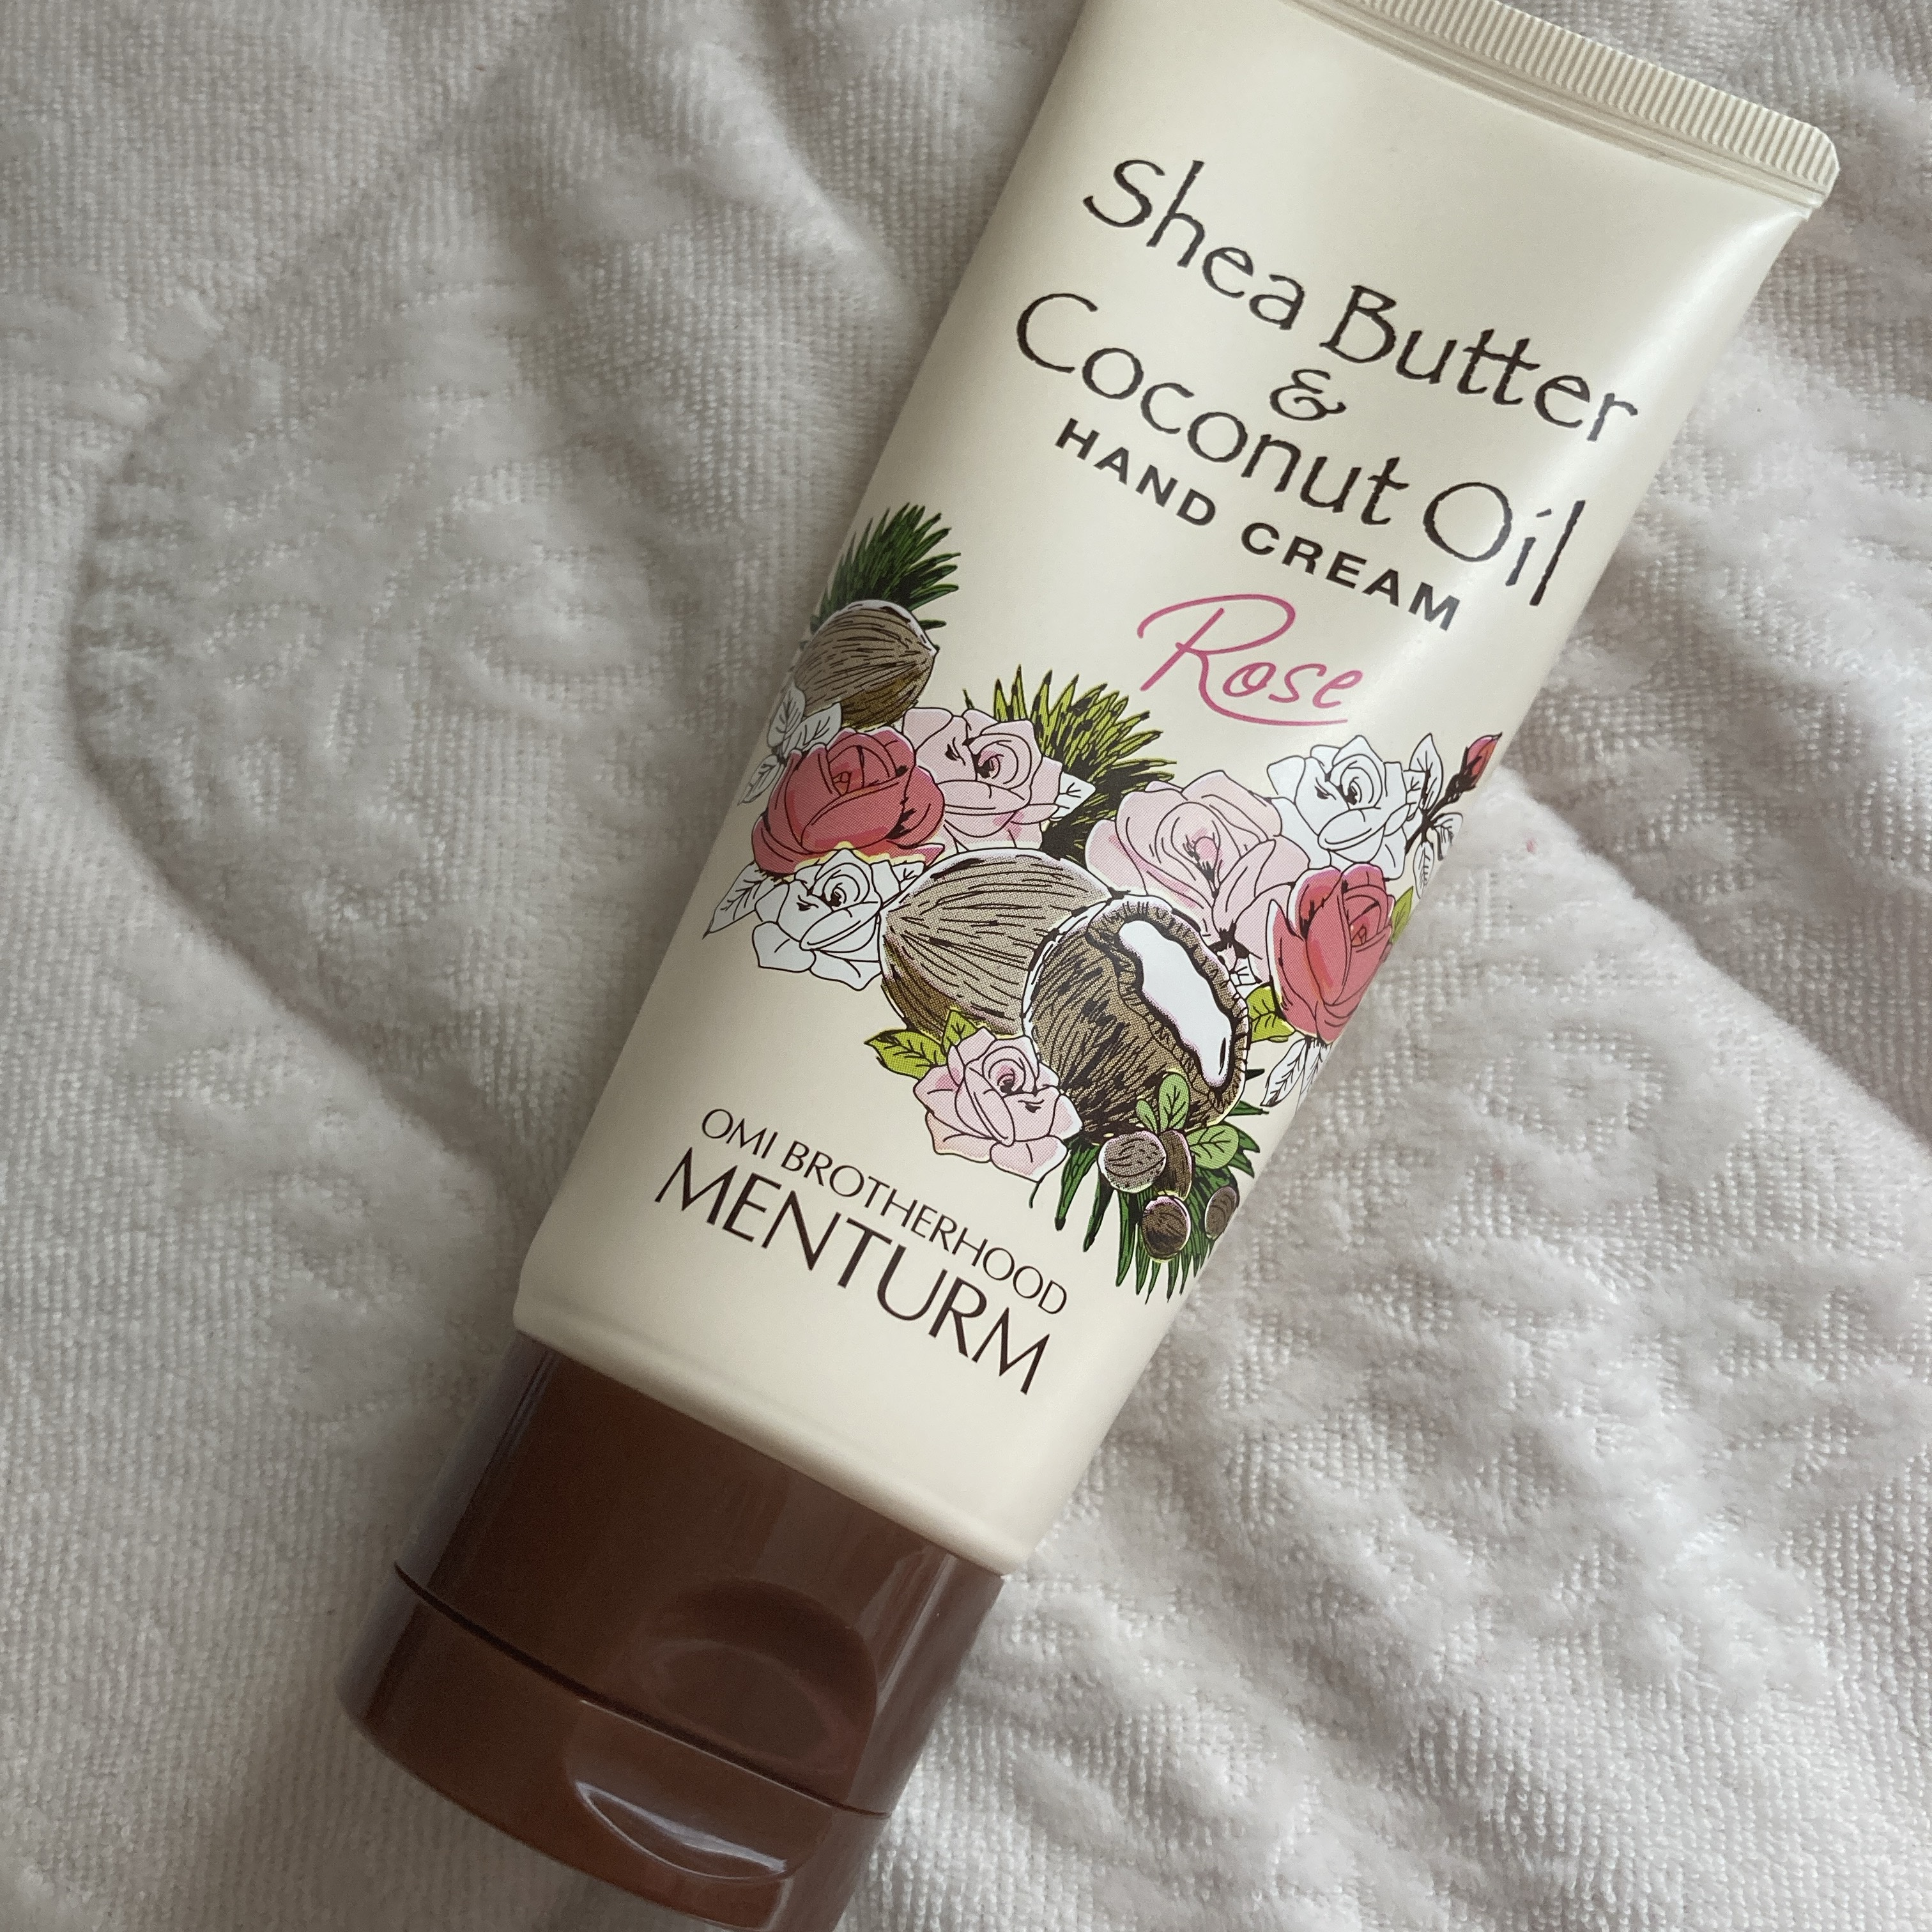 Shea Butter
&
Coconut Oil
HAND CREAM
Rose
OMI BROTHERHOOD
MENTURM